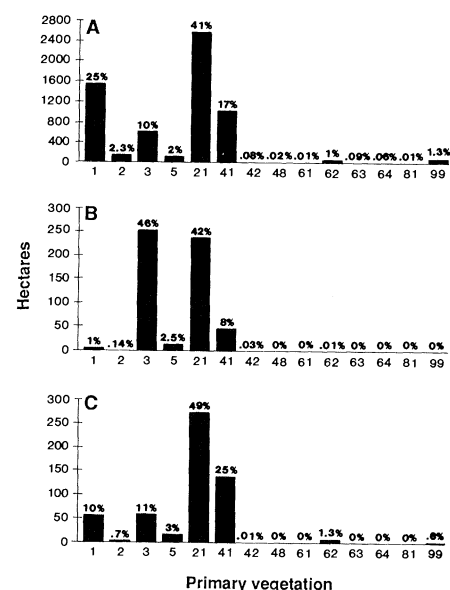 A
2800
2400
2000
1600
1200
800
400
0
25% 2.3% 10% 2% 41% 17% .08% .02% .01% 1% .09% .06% .01% 1.3%
1 2 3 5 21 41 42 48 61 62 63 64 81 99
Hectares
B
300
250
200
150
100
50
0
1% .14% 46% 2.5% 42% 8% .03% 0% 0% .01% 0% 0% 0% 0%
1 2 3 5 21 41 42 48 61 62 63 64 81 99
C
300
250
200
150
100
50
0
10% .7% 11% 3% 49% 25% .01% 0% 0% 1.3% 0% 0% 0% .6%
1 2 3 5 21 41 42 48 61 62 63 64 81 99
Primary vegetation